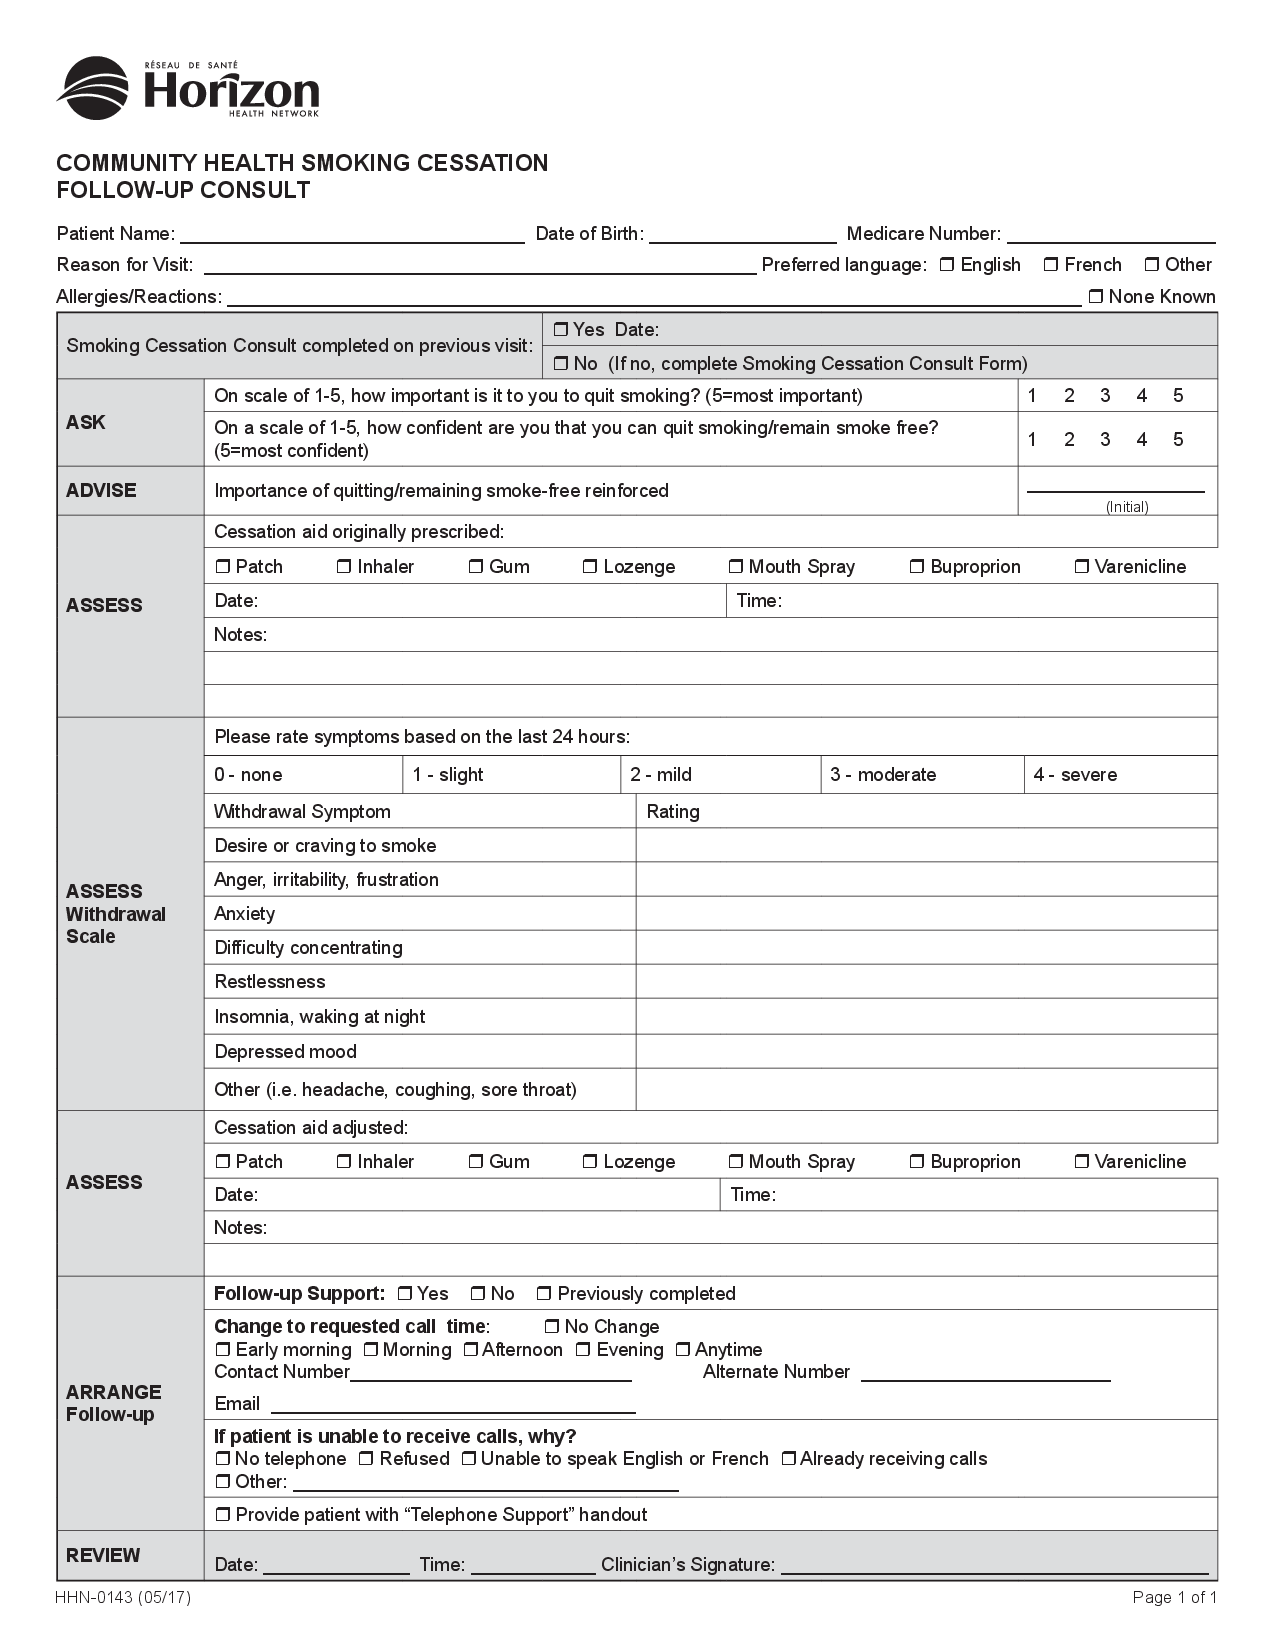 RÉSEAU DE SANTÉ
Horizon
HEALTH NETWORK
COMMUNITY HEALTH SMOKING CESSATION
FOLLOW-UP CONSULT
Patient Name: Date of Birth: Medicare Number:
Reason for Visit: Preferred language: ❒ English ❒ French ❒ Other
Allergies/Reactions: ❒ None Known
Smoking Cessation Consult completed on previous visit:
❒ Yes Date:
❒ No (If no, complete Smoking Cessation Consult Form)
ASK
On scale of 1-5, how important is it to you to quit smoking? (5=most important) 1 2 3 4 5
On a scale of 1-5, how confident are you that you can quit smoking/remain smoke free?
(5=most confident) 1 2 3 4 5
ADVISE
Importance of quitting/remaining smoke-free reinforced
(Initial)
ASSESS
Cessation aid originally prescribed:
❒ Patch ❒ Inhaler ❒ Gum ❒ Lozenge ❒ Mouth Spray ❒ Buproprion ❒ Varenicline
Date: Time:
Notes:
ASSESS
Withdrawal
Scale
Please rate symptoms based on the last 24 hours:
0 - none 1 - slight 2 - mild 3 - moderate 4 - severe
Withdrawal Symptom Rating
Desire or craving to smoke
Anger, irritability, frustration
Anxiety
Difficulty concentrating
Restlessness
Insomnia, waking at night
Depressed mood
Other (i.e. headache, coughing, sore throat)
ASSESS
Cessation aid adjusted:
❒ Patch ❒ Inhaler ❒ Gum ❒ Lozenge ❒ Mouth Spray ❒ Buproprion ❒ Varenicline
Date: Time:
Notes:
ARRANGE
Follow-up
Follow-up Support: ❒ Yes ❒ No ❒ Previously completed
Change to requested call time: ❒ No Change
❒ Early morning ❒ Morning ❒ Afternoon ❒ Evening ❒ Anytime
Contact Number Alternate Number
Email
If patient is unable to receive calls, why?
❒ No telephone ❒ Refused ❒ Unable to speak English or French ❒ Already receiving calls
❒ Other:
❒ Provide patient with “Telephone Support” handout
REVIEW
Date: Time: Clinician’s Signature:
HHN-0143 (05/17) Page 1 of 1